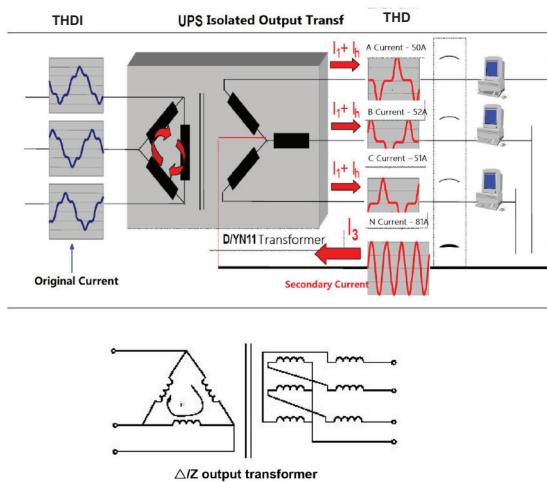 THDI
UPS Isolated Output Transf
THD
I1+ Ih
A Current - 50A
I1+ Ih
B Current - 52A
I1+ Ih
C Current - 51A
N Current - 81A
I3
D/YN11 Transformer
Original Current
Secondary Current
△/Z output transformer